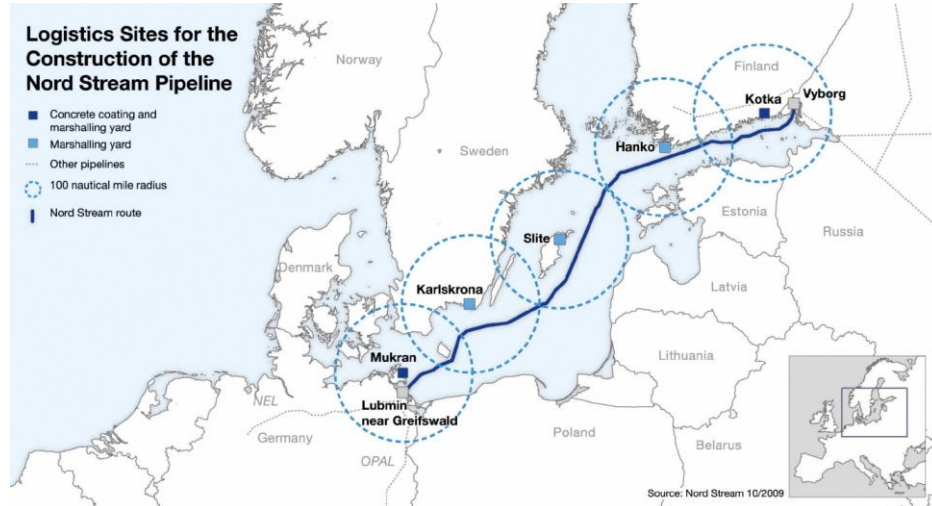 Logistics Sites for the
Construction of the
Nord Stream Pipeline
Concrete coating and
marshalling yard
Marshalling yard
Other pipelines
100 nautical mile radius
Nord Stream route
Norway
Finland
Kotka
Vyborg
Hanko
Sweden
Estonia
Russia
Slite
Denmark
Karlskrona
Latvia
Lithuania
Mukran
NEL
Lubmin
near Greifswald
Germany
Poland
OPAL
Belarus
Source: Nord Stream 10/2009